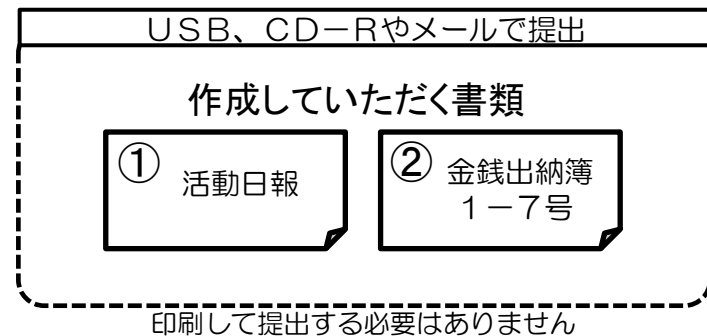 USB、CD-Rやメールで提出
作成していただく書類
①
活動日報
②
金銭出納簿
1-7号
印刷して提出する必要はありません